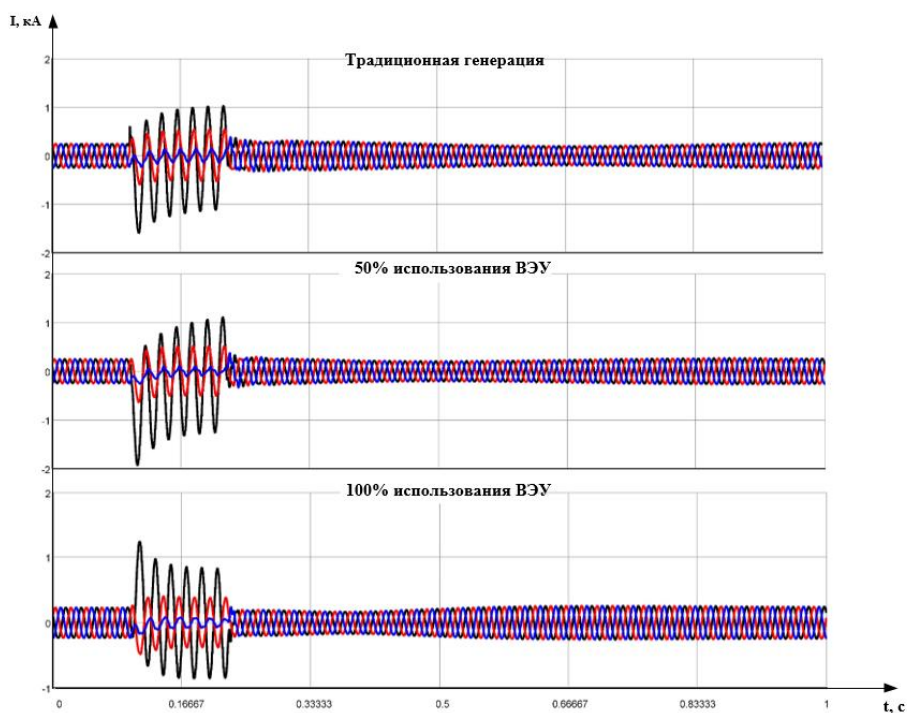 I, кА
Традиционная генерация
2
1
0
-1
-2
50% использования ВЭУ
2
1
0
-1
-2
100% использования ВЭУ
2
1
0
-1
0 0.16667 0.33333 0.5 0.66667 0.83333 1
t, с